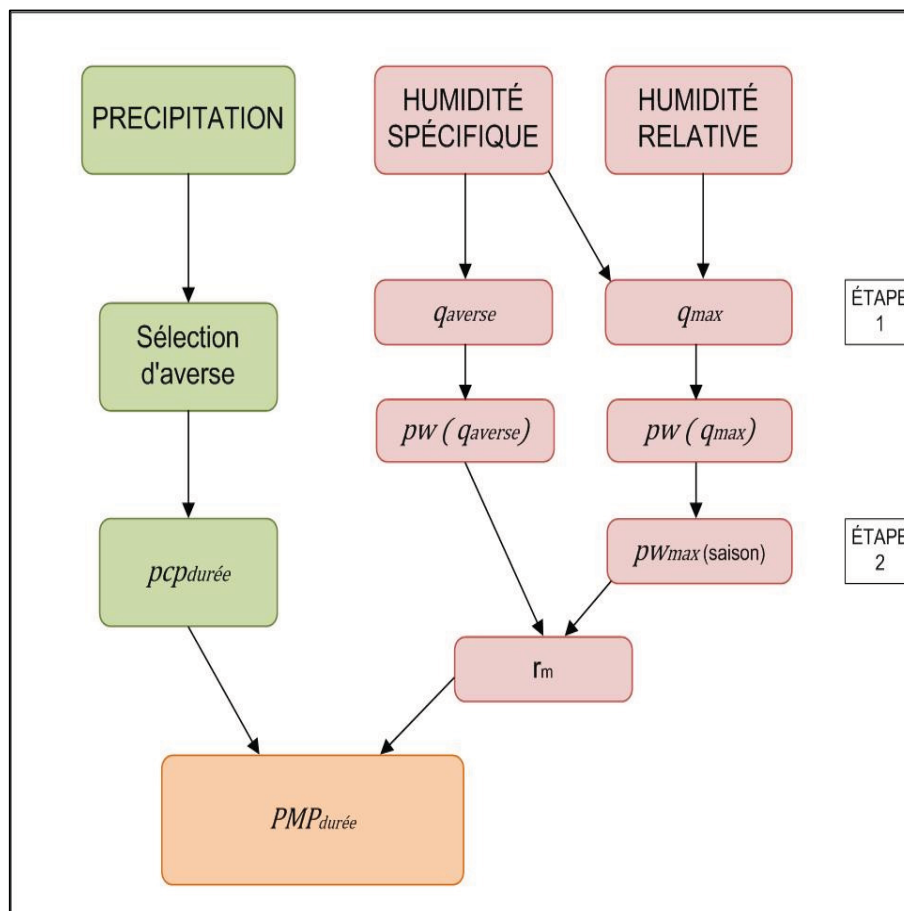 PRECIPITATION
HUMIDITÉ
SPÉCIFIQUE
HUMIDITÉ
RELATIVE
qaverse
qmax
ÉTAPE
1
Sélection
d'averse
pw ( qaverse)
pw ( qmax)
pcpdurée
pwmax (saison)
ÉTAPE
2
rm
PMPdurée